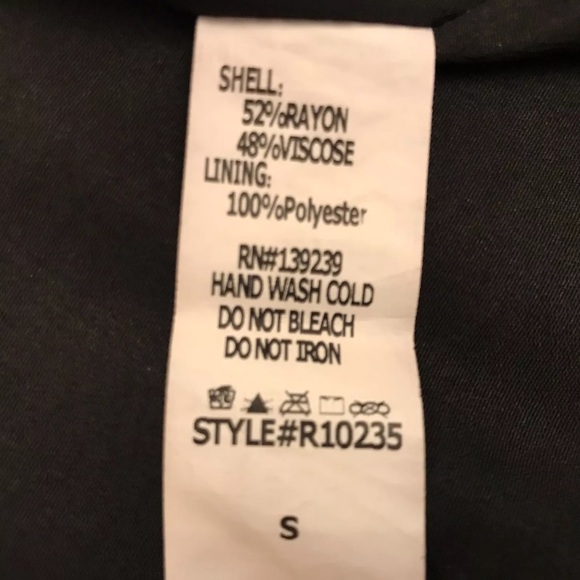 SHELL:
52%RAYON
48%VISCOSE
LINING:
100%Polyester
RN#139239
HAND WASH COLD
DO NOT BLEACH
DO NOT IRON
STYLE#R10235
S